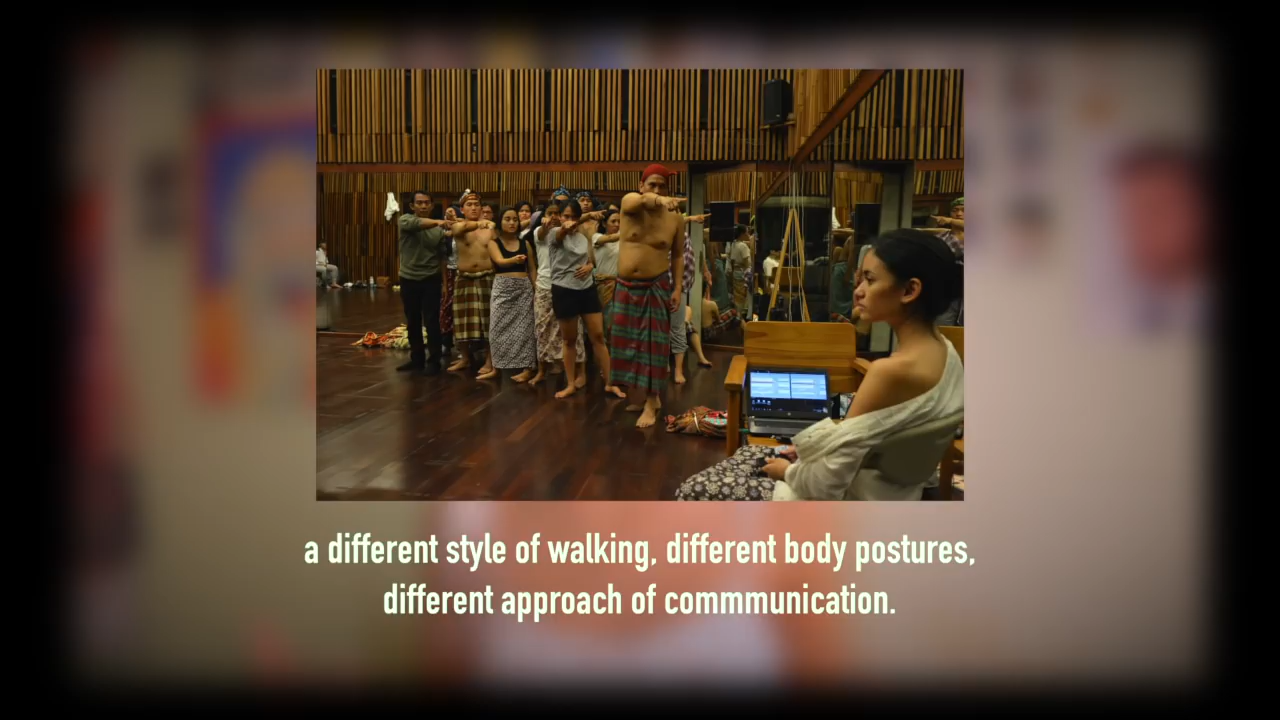 a different style of walking, different body postures,
different approach of commmunication.